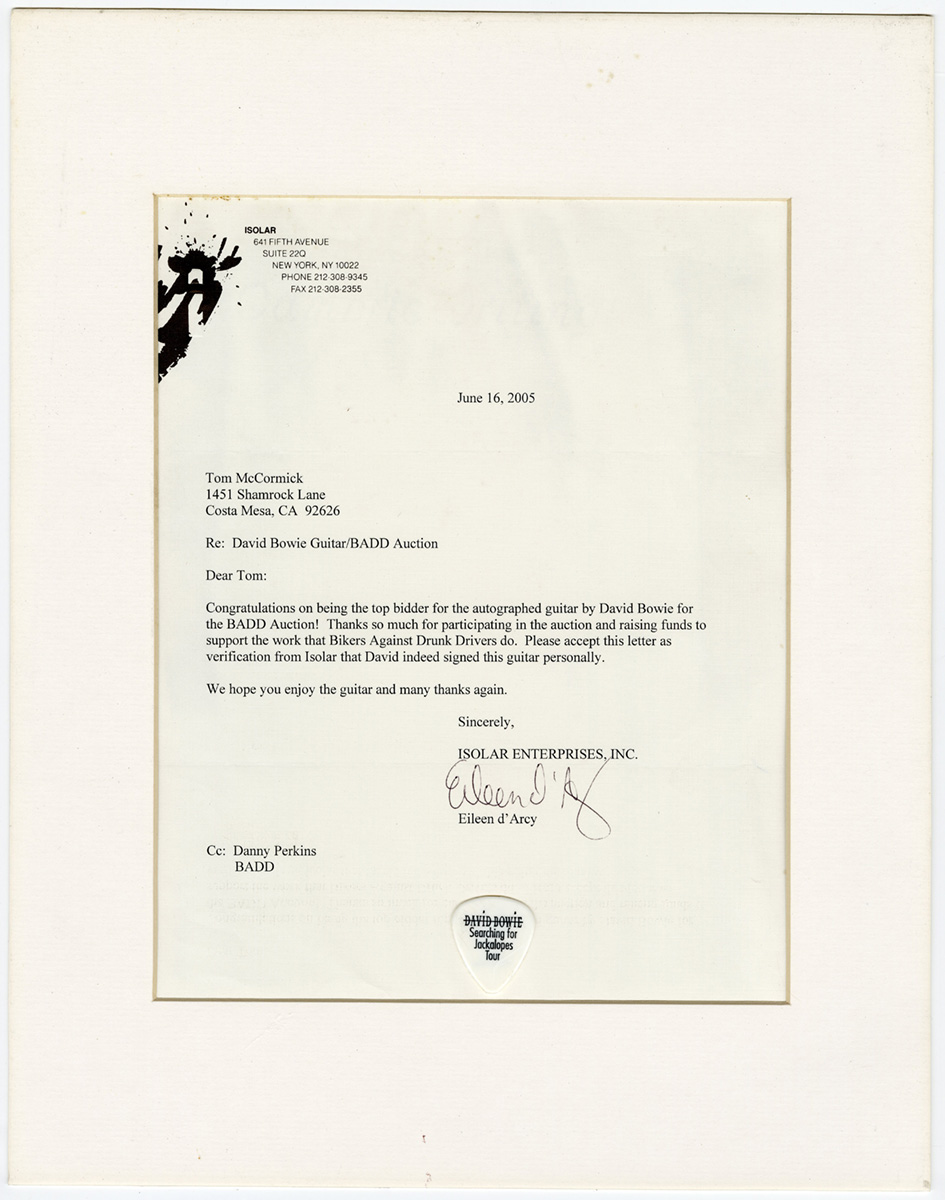 ISOLAR
641 FIFTH AVENUE
SUITE 22Q
NEW YORK, NY 10022
PHONE 212-308-9345
FAX 212-308-2355
June 16, 2005
Tom McCormick
1451 Shamrock Lane
Costa Mesa, CA  92626
Re:  David Bowie Guitar/BADD Auction
Dear Tom:
Congratulations on being the top bidder for the autographed guitar by David Bowie for
the BADD Auction!  Thanks so much for participating in the auction and raising funds to
support the work that Bikers Against Drunk Drivers do.  Please accept this letter as
verification from Isolar that David indeed signed this guitar personally.
We hope you enjoy the guitar and many thanks again.
Sincerely,
ISOLAR ENTERPRISES, INC.
Eileen d'Arcy
Eileen d’Arcy
Cc:  Danny Perkins
BADD
DAVID BOWIE
Searching for
Jackalopes
Tour